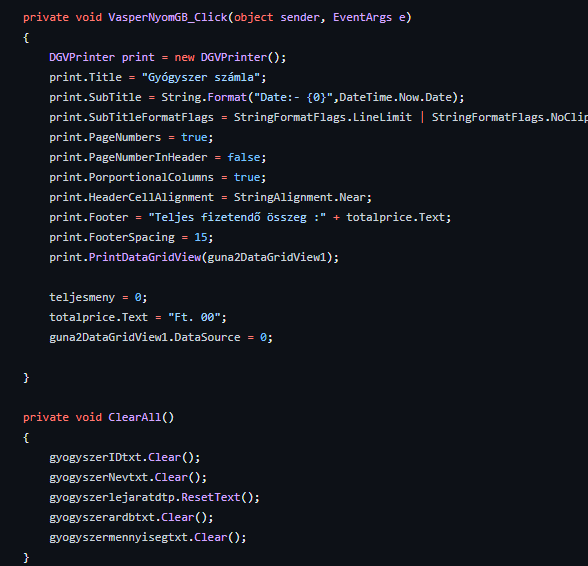 private void VasperNyomGB_Click(object sender, EventArgs e)
{
DGVPrinter print = new DGVPrinter();
print.Title = "Gyógyszer számla";
print.SubTitle = String.Format("Date:- {0}",DateTime.Now.Date);
print.SubTitleFormatFlags = StringFormatFlags.LineLimit | StringFormatFlags.NoClip
print.PageNumbers = true;
print.PageNumberInHeader = false;
print.PorportionalColumns = true;
print.HeaderCellAlignment = StringAlignment.Near;
print.Footer = "Teljes fizetendő összeg :" + totalprice.Text;
print.FooterSpacing = 15;
print.PrintDataGridView(guna2DataGridView1);
teljesmeny = 0;
totalprice.Text = "Ft. 00";
guna2DataGridView1.DataSource = 0;
}
private void ClearAll()
{
gyogyszerIDtxt.Clear();
gyogyszerNevtxt.Clear();
gyogyszerlejaratdtp.ResetText();
gyogyszerardbtxt.Clear();
gyogyszermennyisegtxt.Clear();
}